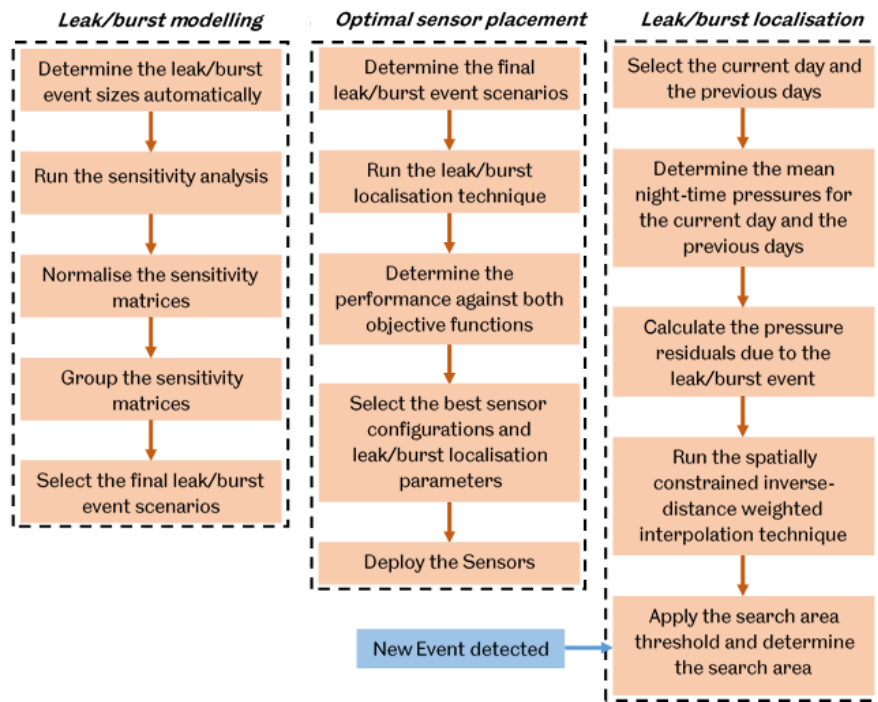 Leak/burst modelling
Determine the leak/burst
event sizes automatically
Run the sensitivity analysis
Normalise the sensitivity
matrices
Group the sensitivity
matrices
Select the final leak/burst
event scenarios
Optimal sensor placement
Determine the final
leak/burst event scenarios
Run the leak/burst
localisation technique
Determine the
performance against both
objective functions
Select the best sensor
configurations and
leak/burst localisation
parameters
Deploy the Sensors
Leak/burst localisation
Select the current day and
the previous days
Determine the mean
night-time pressures for
the current day and the
previous days
Calculate the pressure
residuals due to the
leak/burst event
Run the spatially
constrained inverse-
distance weighted
interpolation technique
Apply the search area
threshold and determine
the search area
New Event detected